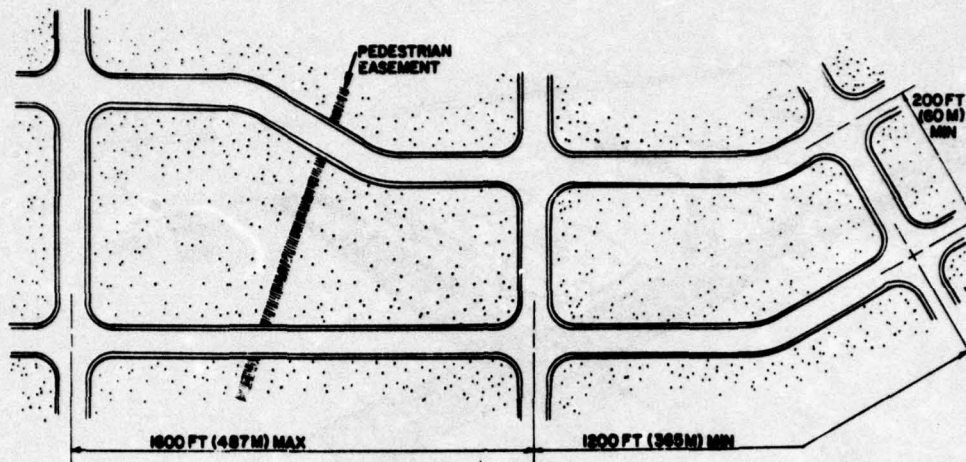 PEDESTRIAN
EASEMENT
200 FT
(60 M)
MIN
1600 FT (487 M) MAX
1200 FT (365 M) MIN